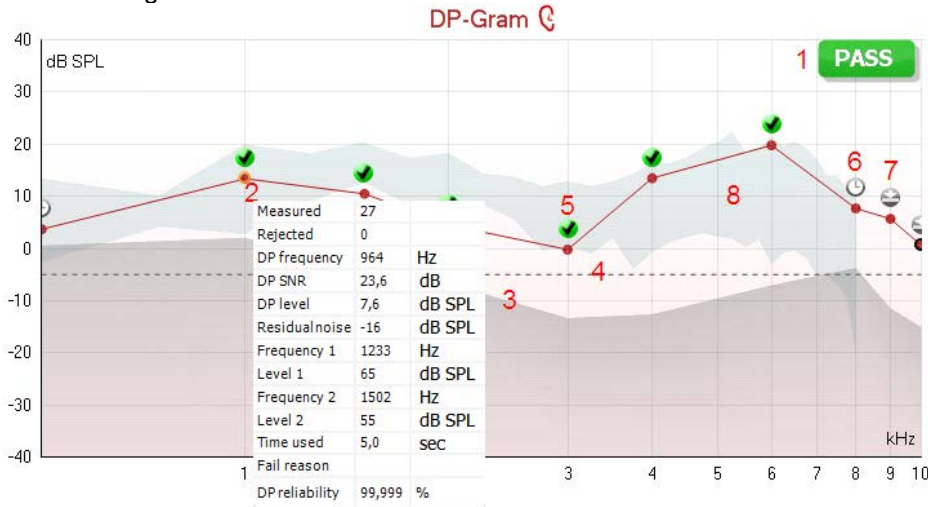 DP-Gram
40
dB SPL
1 PASS
30
20
6 7
10
2
5
8
Measured 27
Rejected 0
0
DP frequency 964 Hz
4
DP SNR 23,6 dB
DP level 7,6 dB SPL
3
-10
Residual noise -16 dB SPL
Frequency 1 1233 Hz
-20
Level 1 65 dB SPL
Frequency 2 1502 Hz
-30
Level 2 55 dB SPL
Time used 5,0 sec
kHz
-40
Fail reason
1 3 4 5 6 7 8 9 10
DP reliability 99,999 %